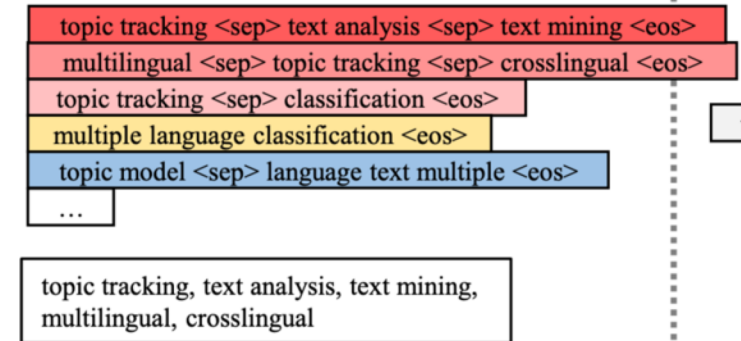 topic tracking <sep> text analysis <sep> text mining <eos>
multilingual <sep> topic tracking <sep> crosslingual <eos>
topic tracking <sep> classification <eos>
multiple language classification <eos>
topic model <sep> language text multiple <eos>
...
topic tracking, text analysis, text mining,
multilingual, crosslingual